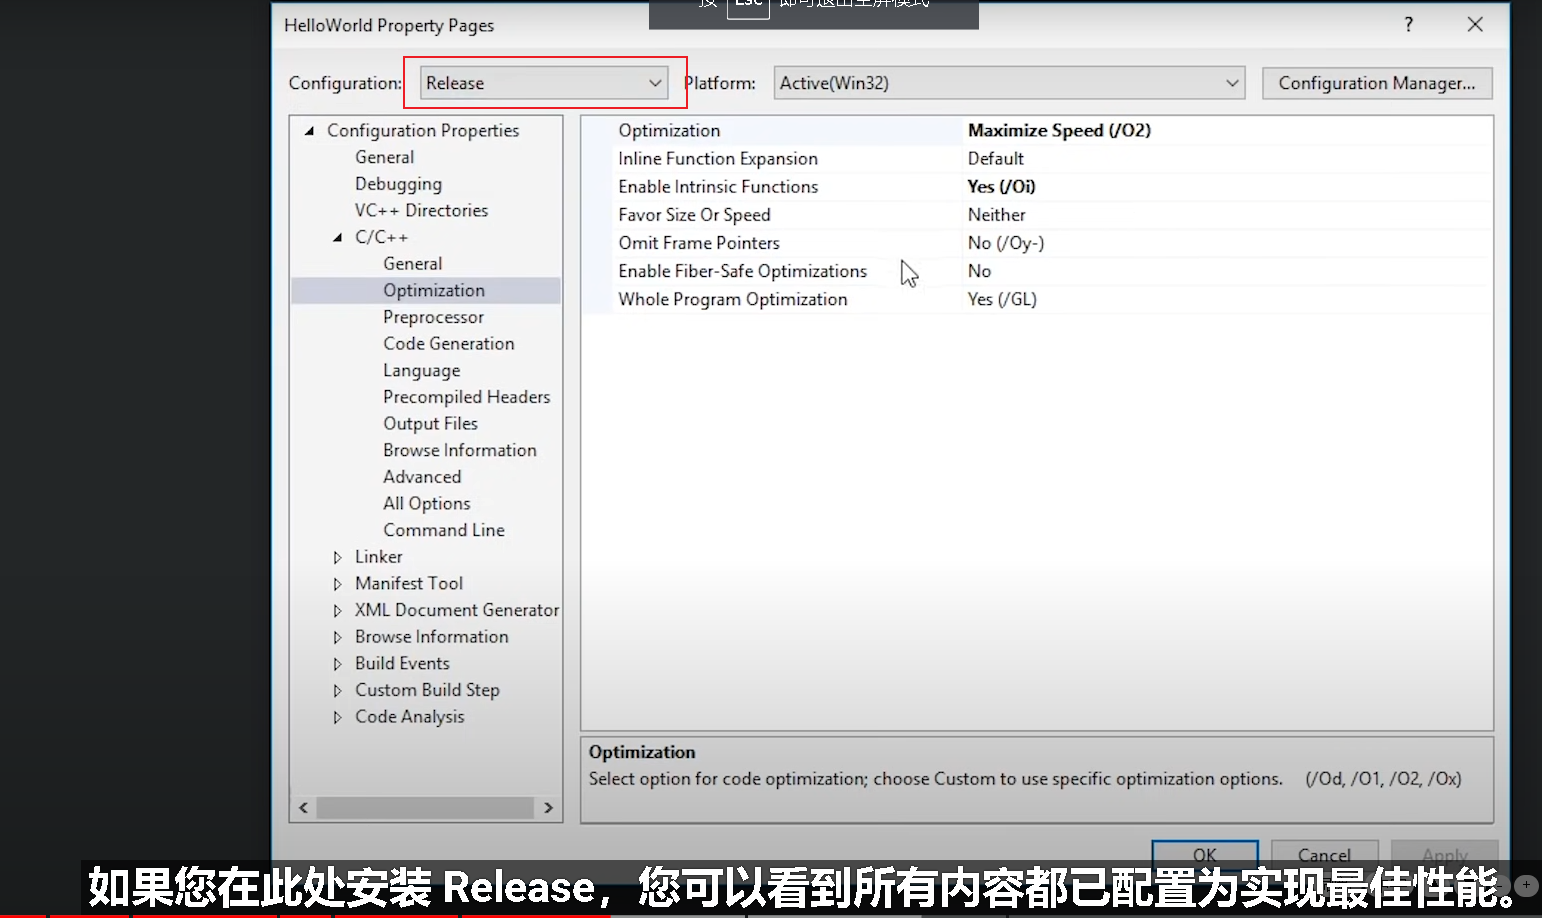 按 Esc 即可退出全屏模式
HelloWorld Property Pages
?
Configuration: Release
Platform: Active(Win32)
Configuration Manager...
Configuration Properties
General
Debugging
VC++ Directories
C/C++
General
Optimization
Preprocessor
Code Generation
Language
Precompiled Headers
Output Files
Browse Information
Advanced
All Options
Command Line
Linker
Manifest Tool
XML Document Generator
Browse Information
Build Events
Custom Build Step
Code Analysis
Optimization Maximize Speed (/O2)
Inline Function Expansion Default
Enable Intrinsic Functions Yes (/Oi)
Favor Size Or Speed Neither
Omit Frame Pointers No (/Oy-)
Enable Fiber-Safe Optimizations No
Whole Program Optimization Yes (/GL)
Optimization
Select option for code optimization; choose Custom to use specific optimization options. (/Od, /O1, /O2, /Ox)
OK Cancel Apply
如果您在此处安装 Release，您可以看到所有内容都已配置为实现最佳性能。